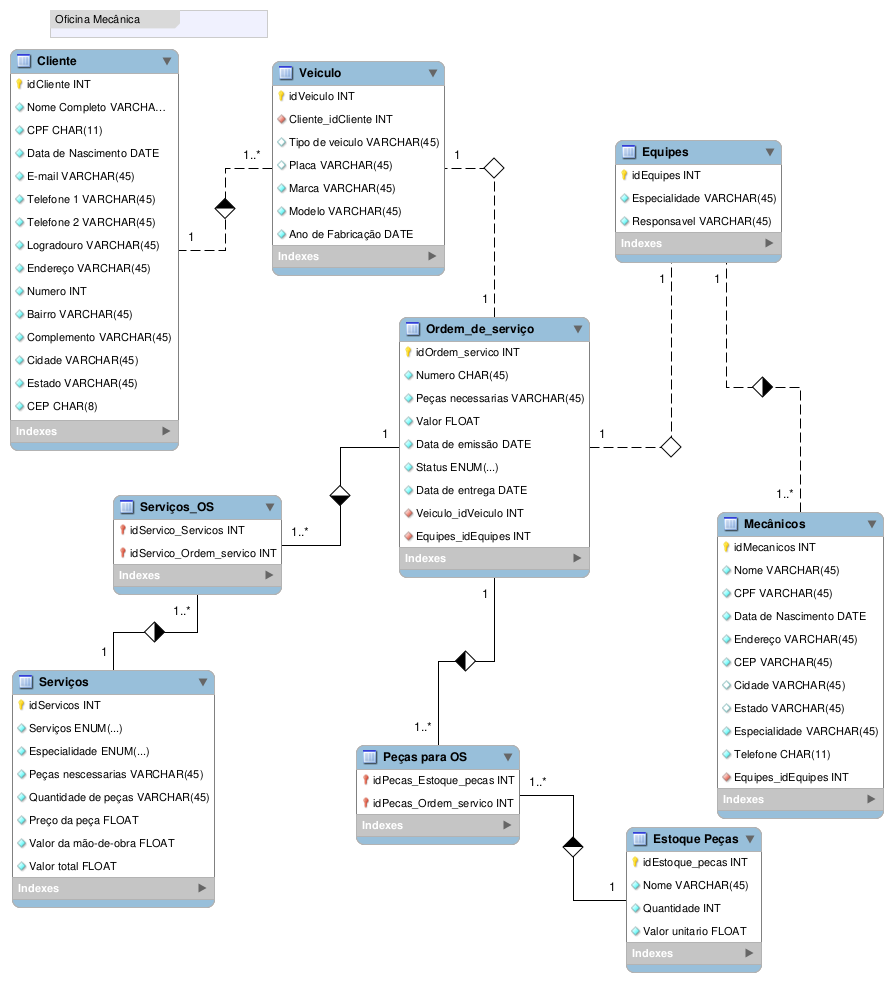 Oficina Mecânica
Cliente
idCliente INT
Nome Completo VARCHA...
CPF CHAR(11)
Data de Nascimento DATE
E-mail VARCHAR(45)
Telefone 1 VARCHAR(45)
Telefone 2 VARCHAR(45)
Logradouro VARCHAR(45)
Endereço VARCHAR(45)
Numero INT
Bairro VARCHAR(45)
Complemento VARCHAR(45)
Cidade VARCHAR(45)
Estado VARCHAR(45)
CEP CHAR(8)
Indexes
1
1..*
Veiculo
idVeiculo INT
Cliente_idCliente INT
Tipo de veiculo VARCHAR(45)
Placa VARCHAR(45)
Marca VARCHAR(45)
Modelo VARCHAR(45)
Ano de Fabricação DATE
Indexes
1
1
Equipes
idEquipes INT
Especialidade VARCHAR(45)
Responsavel VARCHAR(45)
Indexes
1
1
Ordem_de_serviço
idOrdem_servico INT
Numero CHAR(45)
Peças necessarias VARCHAR(45)
Valor FLOAT
Data de emissão DATE
Status ENUM(...)
Data de entrega DATE
Veiculo_idVeiculo INT
Equipes_idEquipes INT
Indexes
1
1
1
1..*
Serviços_OS
idServico_Servicos INT
idServico_Ordem_servico INT
Indexes
1..*
1..*
1
Serviços
idServicos INT
Serviços ENUM(...)
Especialidade ENUM(...)
Peças nescessarias VARCHAR(45)
Quantidade de peças VARCHAR(45)
Preço da peça FLOAT
Valor da mão-de-obra FLOAT
Valor total FLOAT
Indexes
Mecânicos
idMecanicos INT
Nome VARCHAR(45)
CPF VARCHAR(45)
Data de Nascimento DATE
Endereço VARCHAR(45)
CEP VARCHAR(45)
Cidade VARCHAR(45)
Estado VARCHAR(45)
Especialidade VARCHAR(45)
Telefone CHAR(11)
Equipes_idEquipes INT
Indexes
1..*
Peças para OS
idPecas_Estoque_pecas INT
idPecas_Ordem_servico INT
Indexes
1..*
1
Estoque Peças
idEstoque_pecas INT
Nome VARCHAR(45)
Quantidade INT
Valor unitario FLOAT
Indexes